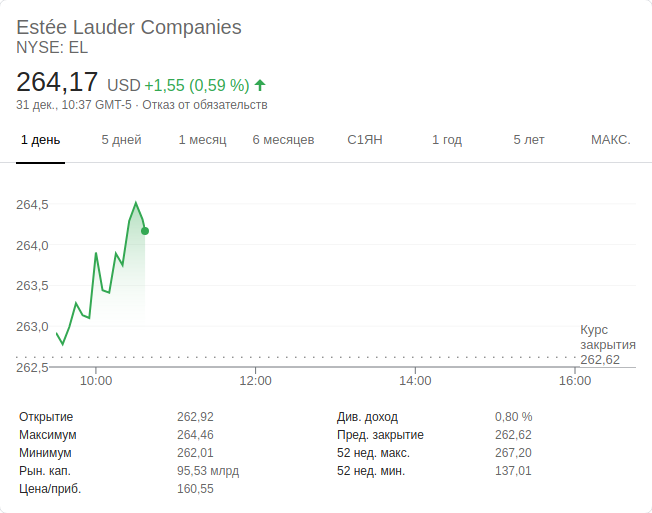 Estée Lauder Companies
NYSE: EL
264,17 USD +1,55 (0,59 %)
31 дек., 10:37 GMT-5 · Отказ от обязательств
1 день 5 дней 1 месяц 6 месяцев С1ЯН 1 год 5 лет МАКС.
264,5
264,0
263,5
263,0
Курс
закрытия
262,62
262,5
10:00 12:00 14:00 16:00
Открытие 262,92 Див. доход 0,80 %
Максимум 264,46 Пред. закрытие 262,62
Минимум 262,01 52 нед. макс. 267,20
Рын. кап. 95,53 млрд 52 нед. мин. 137,01
Цена/приб. 160,55